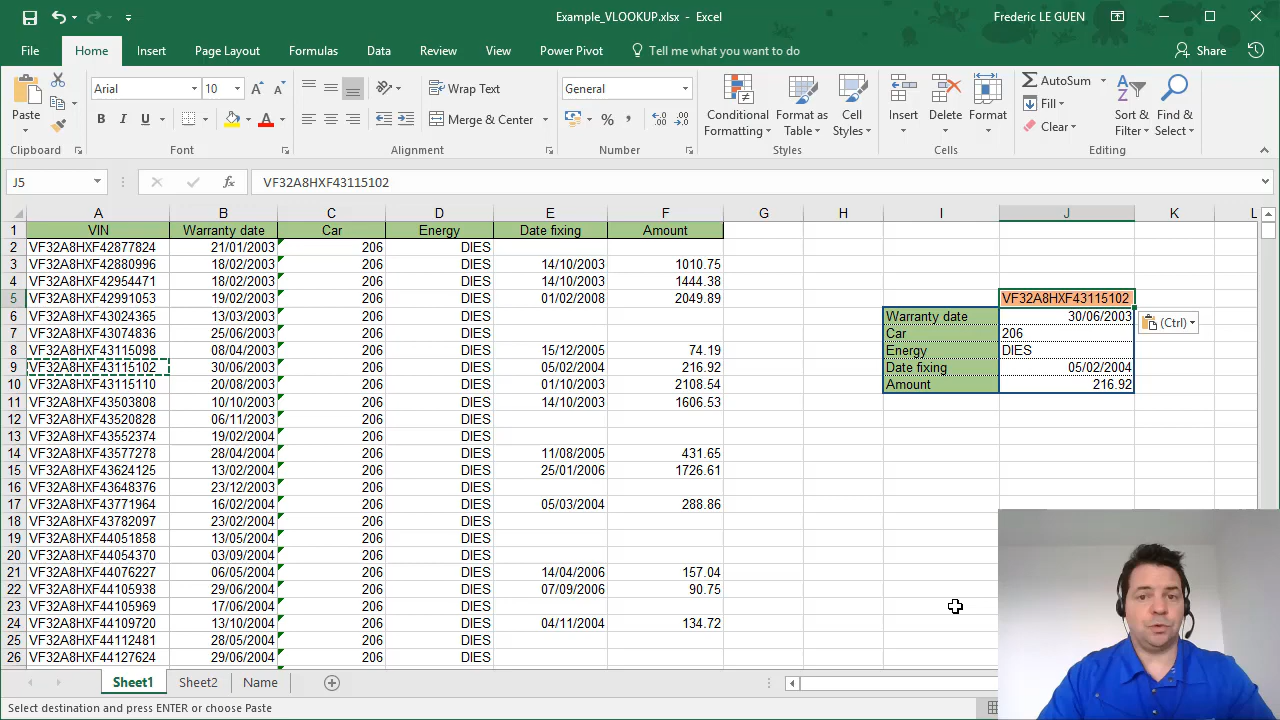 Example_VLOOKUP.xlsx - Excel
Frederic LE GUEN
File Home Insert Page Layout Formulas Data Review View Power Pivot Tell me what you want to do Share
Paste
Clipboard
Arial 10
B I U A
Font
Wrap Text
Merge & Center
Alignment
General
%
Number
Conditional Formatting
Format as Table
Cell Styles
Styles
Insert
Delete
Format
Cells
AutoSum
Fill
Clear
Sort & Filter
Find & Select
Editing
J5 fx VF32A8HXF43115102
A B C D E F G H I J K L
1 VIN Warranty date Car Energy Date fixing Amount
2 VF32A8HXF42877824 21/01/2003 206 DIES
3 VF32A8HXF42880996 18/02/2003 206 DIES 14/10/2003 1010.75
4 VF32A8HXF42954471 18/02/2003 206 DIES 14/10/2003 1444.38
5 VF32A8HXF42991053 19/02/2003 206 DIES 01/02/2008 2049.89 VF32A8HXF43115102
6 VF32A8HXF43024365 13/03/2003 206 DIES Warranty date 30/06/2003 (Ctrl)
7 VF32A8HXF43074836 25/06/2003 206 DIES Car 206
8 VF32A8HXF43115098 08/04/2003 206 DIES 15/12/2005 74.19 Energy DIES
9 VF32A8HXF43115102 30/06/2003 206 DIES 05/02/2004 216.92 Date fixing 05/02/2004
10 VF32A8HXF43115110 20/08/2003 206 DIES 01/10/2003 2108.54 Amount 216.92
11 VF32A8HXF43503808 10/10/2003 206 DIES 14/10/2003 1606.53
12 VF32A8HXF43520828 06/11/2003 206 DIES
13 VF32A8HXF43552374 19/02/2004 206 DIES
14 VF32A8HXF43577278 28/04/2004 206 DIES 11/08/2005 431.65
15 VF32A8HXF43624125 13/02/2004 206 DIES 25/01/2006 1726.61
16 VF32A8HXF43648376 23/12/2003 206 DIES
17 VF32A8HXF43771964 16/02/2004 206 DIES 05/03/2004 288.86
18 VF32A8HXF43782097 23/02/2004 206 DIES
19 VF32A8HXF44051858 13/05/2004 206 DIES
20 VF32A8HXF44054370 03/09/2004 206 DIES
21 VF32A8HXF44076227 06/05/2004 206 DIES 14/04/2006 157.04
22 VF32A8HXF44105938 29/06/2004 206 DIES 07/09/2006 90.75
23 VF32A8HXF44105969 17/06/2004 206 DIES
24 VF32A8HXF44109720 13/10/2004 206 DIES 04/11/2004 134.72
25 VF32A8HXF44112481 28/05/2004 206 DIES
26 VF32A8HXF44127624 29/06/2004 206 DIES
Sheet1 Sheet2 Name
Select destination and press ENTER or choose Paste